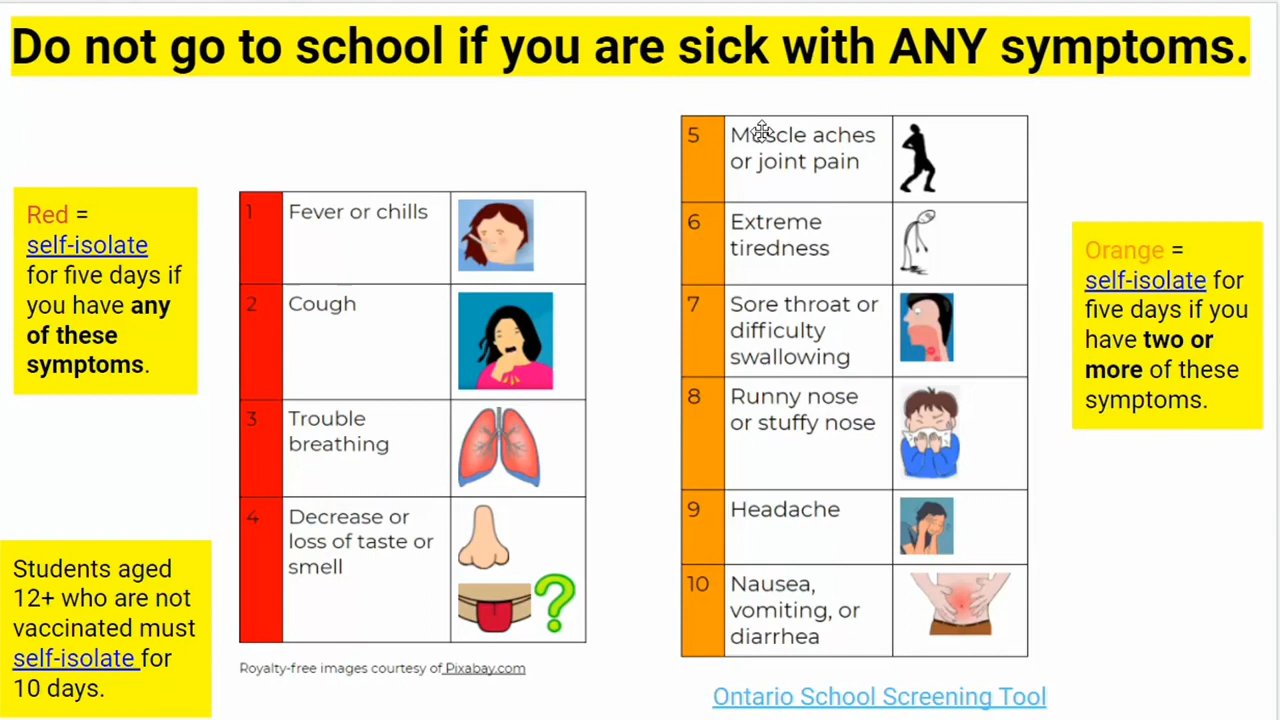 Do not go to school if you are sick with ANY symptoms.
Red =
self-isolate
for five days if
you have any
of these
symptoms.
Students aged
12+ who are not
vaccinated must
self-isolate for
10 days.
1
Fever or chills
2
Cough
3
Trouble
breathing
4
Decrease or
loss of taste or
smell
Royalty-free images courtesy of Pixabay.com
5
Muscle aches
or joint pain
6
Extreme
tiredness
7
Sore throat or
difficulty
swallowing
8
Runny nose
or stuffy nose
9
Headache
10
Nausea,
vomiting, or
diarrhea
Ontario School Screening Tool
Orange =
self-isolate for
five days if you
have two or
more of these
symptoms.